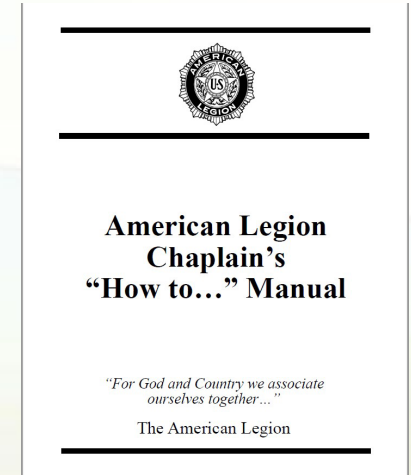 AMERICAN
U S
LEGION
American Legion
Chaplain's
“How to…” Manual
“For God and Country we associate
ourselves together…”
The American Legion